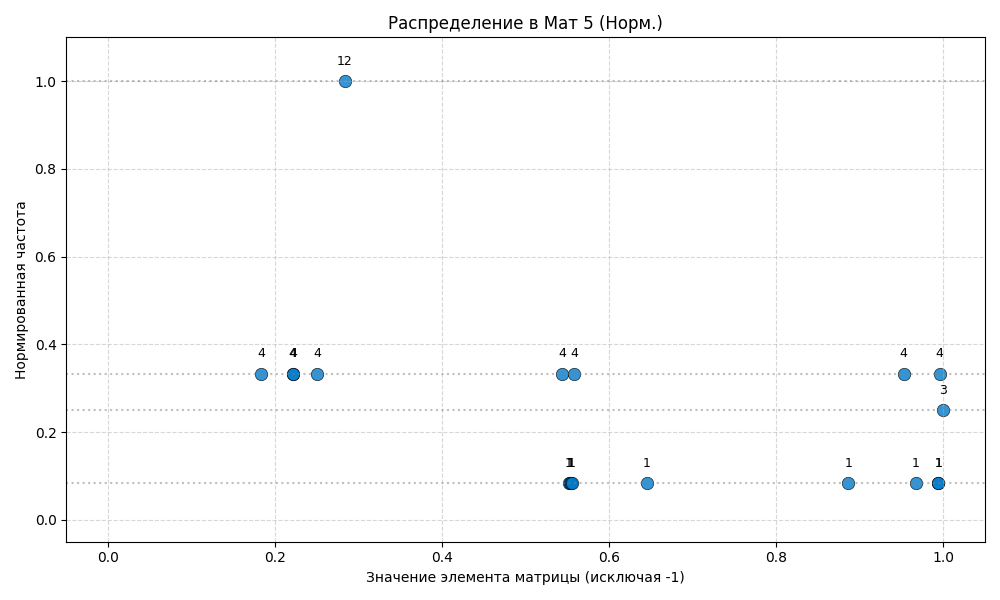 Распределение в Мат 5 (Норм.)
12
1.0
0.8
Нормированная частота
0.6
0.4
4 4 4 4 4 4 4
3
0.2
1 1 1 1 1 1
0.0
0.0 0.2 0.4 0.6 0.8 1.0
Значение элемента матрицы (исключая -1)